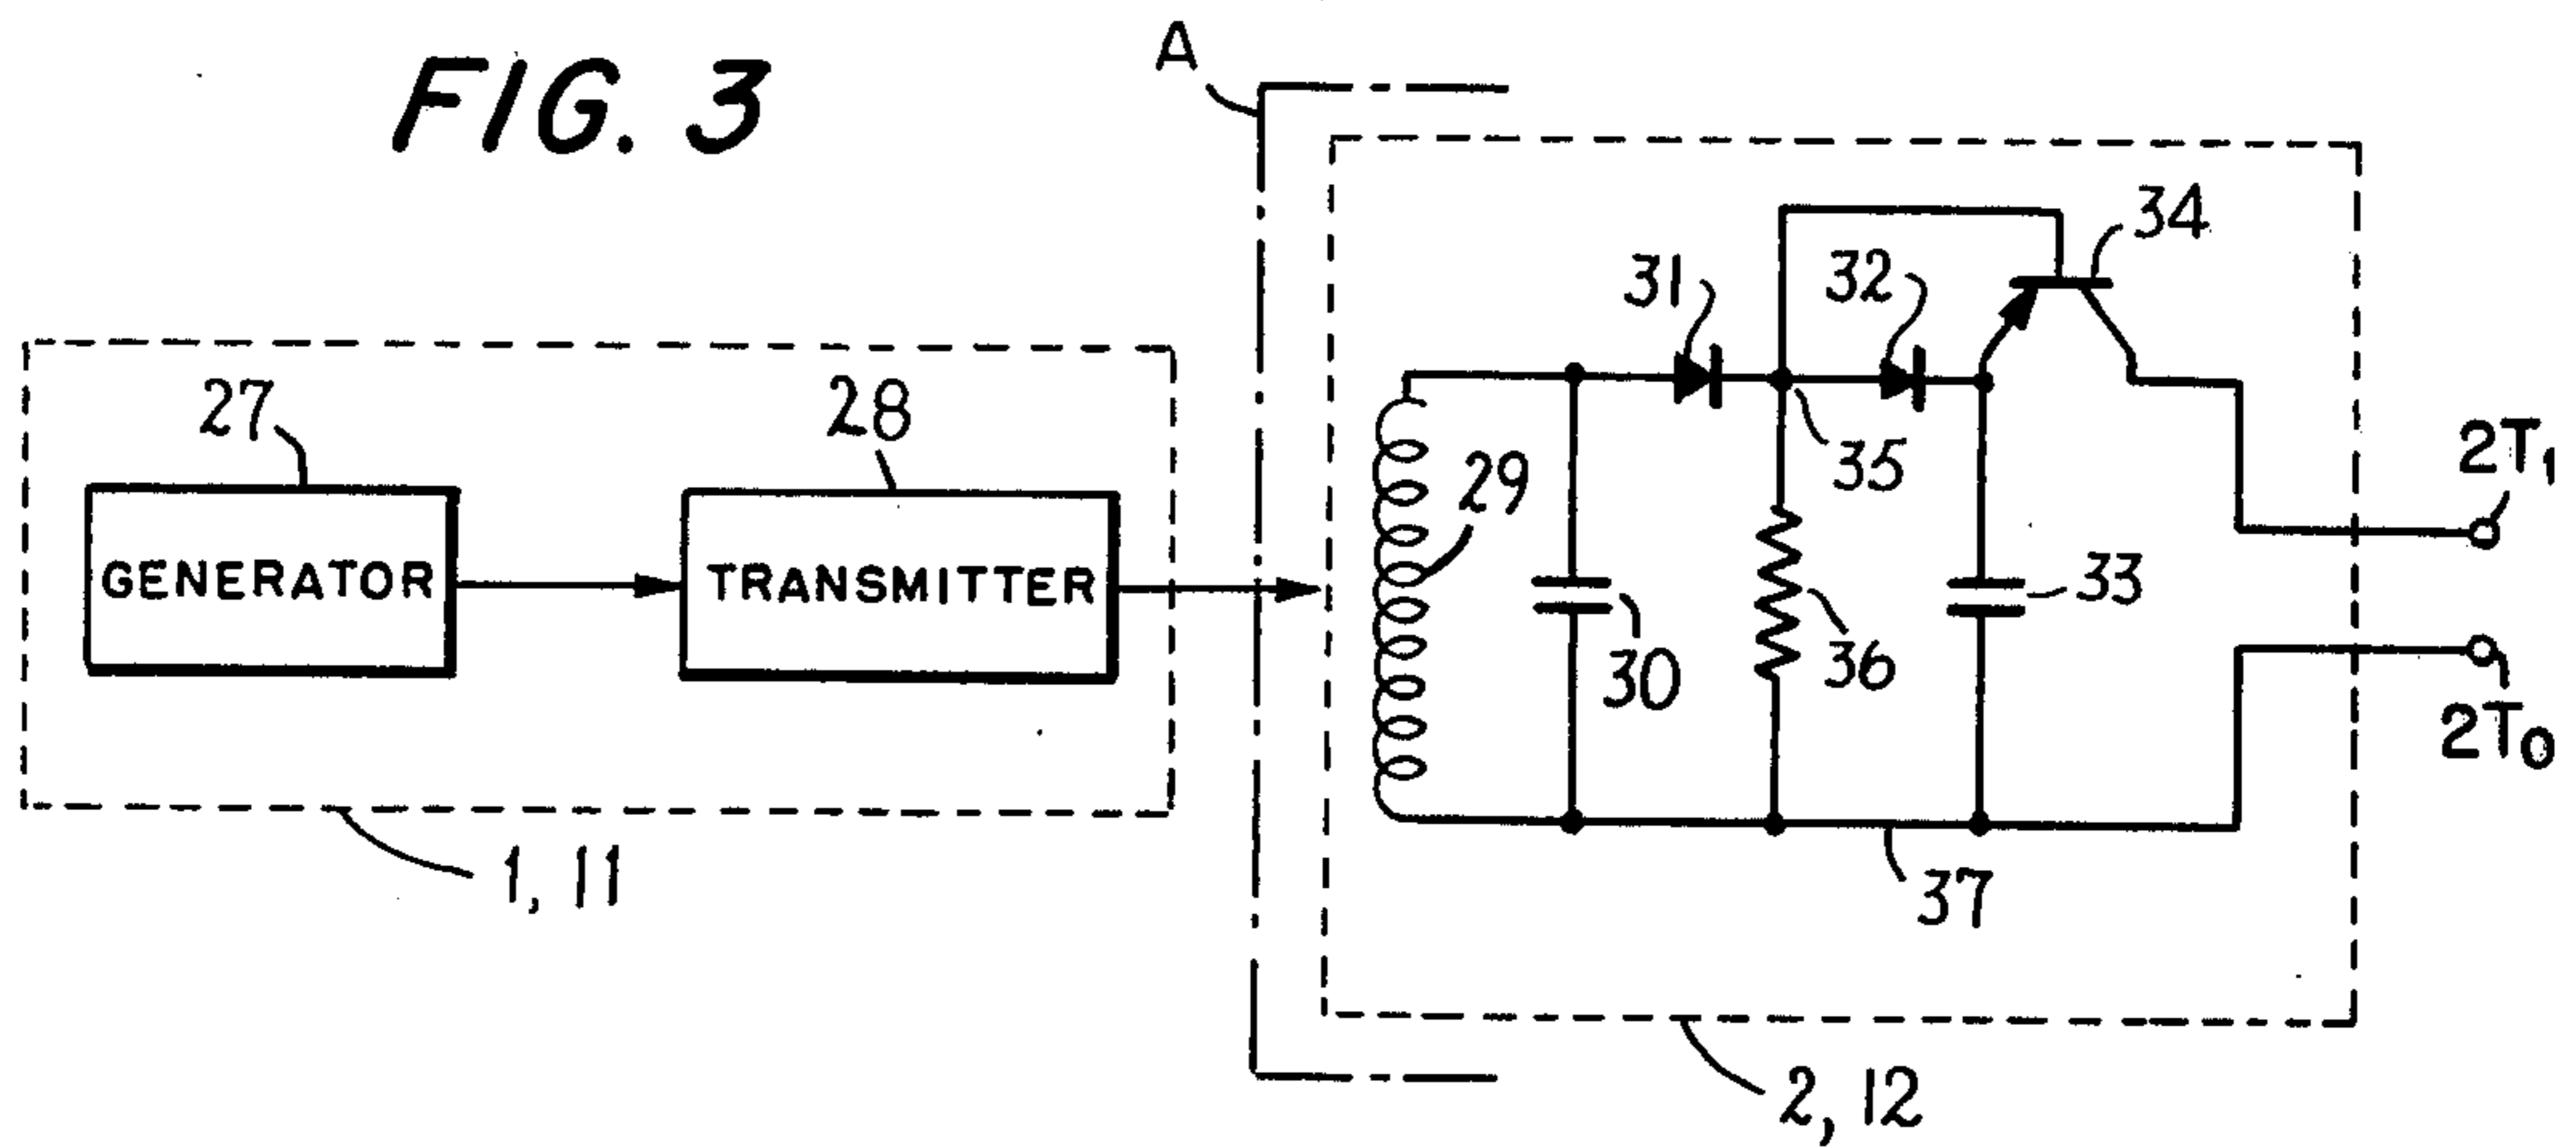 FIG. 3
A
34
31
32
27
28
35
29
2T1
GENERATOR
TRANSMITTER
33
30
36
2T0
1, 11
37
2, 12